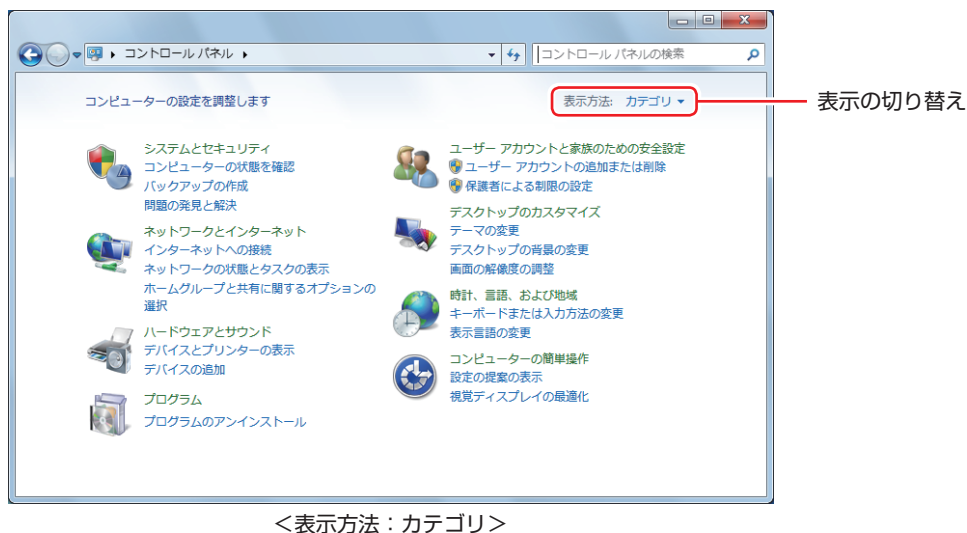 コントロール パネル
コントロール パネルの検索
コンピューターの設定を調整します
表示方法: カテゴリ
表示の切り替え
システムとセキュリティ
コンピューターの状態を確認
バックアップの作成
問題の発見と解決
ネットワークとインターネット
インターネットへの接続
ネットワークの状態とタスクの表示
ホームグループと共有に関するオプションの
選択
ハードウェアとサウンド
デバイスとプリンターの表示
デバイスの追加
プログラム
プログラムのアンインストール
ユーザー アカウントと家族のための安全設定
ユーザー アカウントの追加または削除
保護者による制限の設定
デスクトップのカスタマイズ
テーマの変更
デスクトップの背景の変更
画面の解像度の調整
時計、言語、および地域
キーボードまたは入力方法の変更
表示言語の変更
コンピューターの簡単操作
設定の提案の表示
視覚ディスプレイの最適化
＜表示方法：カテゴリ＞